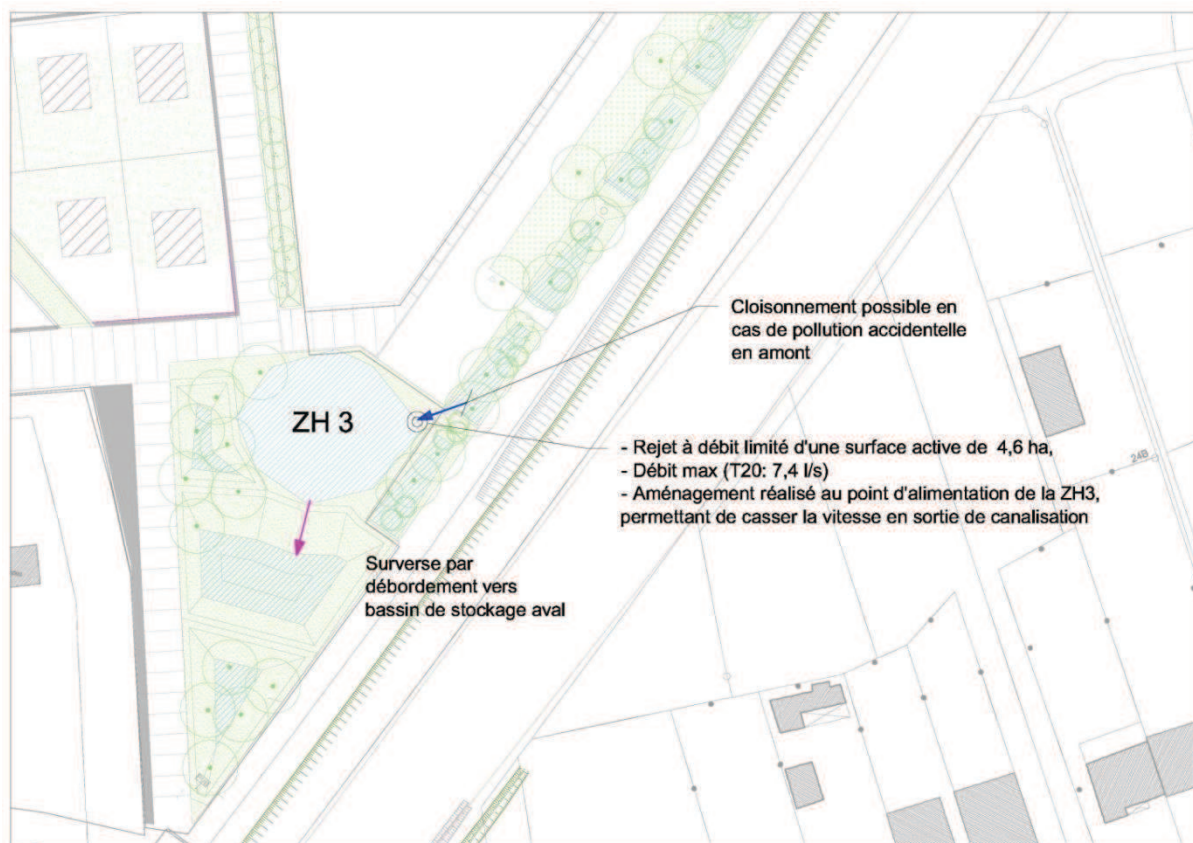 Cloisonnement possible en
cas de pollution accidentelle
en amont
ZH 3
- Rejet à débit limité d'une surface active de 4,6 ha,
- Débit max (T20: 7,4 l/s)
- Aménagement réalisé au point d'alimentation de la ZH3,
permettant de casser la vitesse en sortie de canalisation
248
Surverse par
débordement vers
bassin de stockage aval